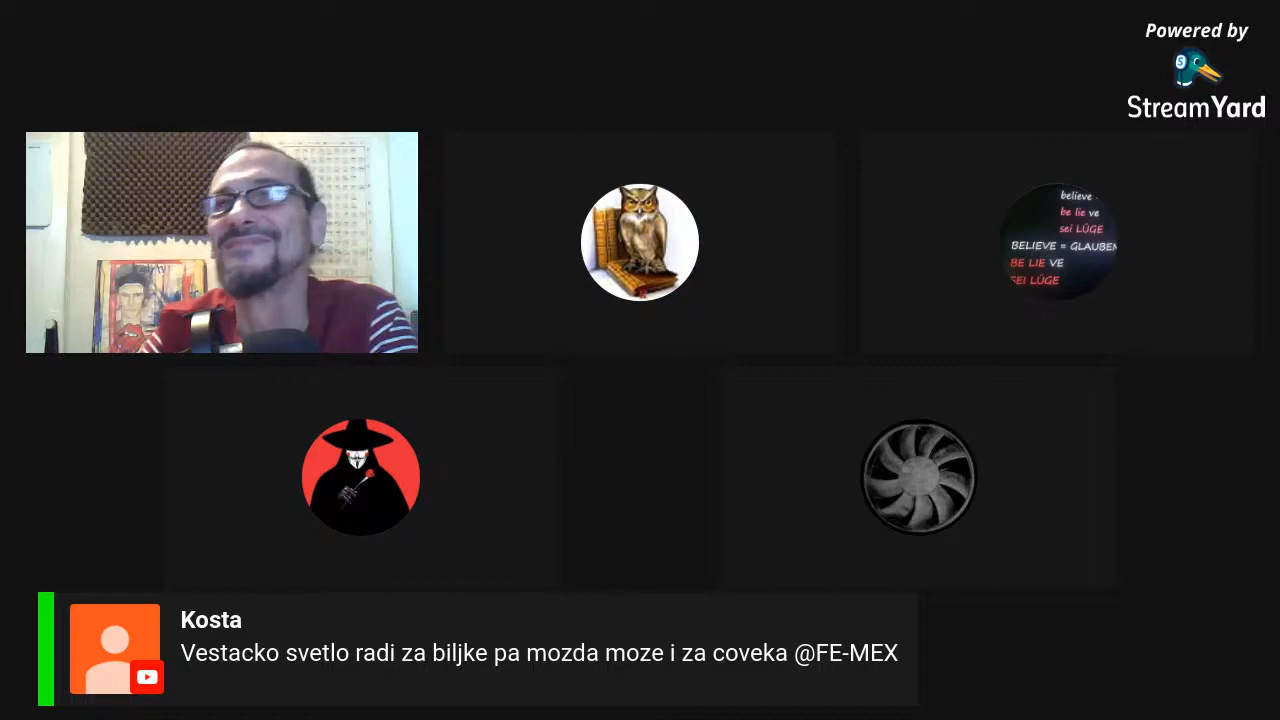 Powered by
StreamYard
believe
be lie ve
sei LÜGE
BELIEVE = GLAUBEN
BE LIE VE
SEI LÜGE
Kosta
Vestacko svetlo radi za biljke pa mozda moze i za coveka @FE-MEX